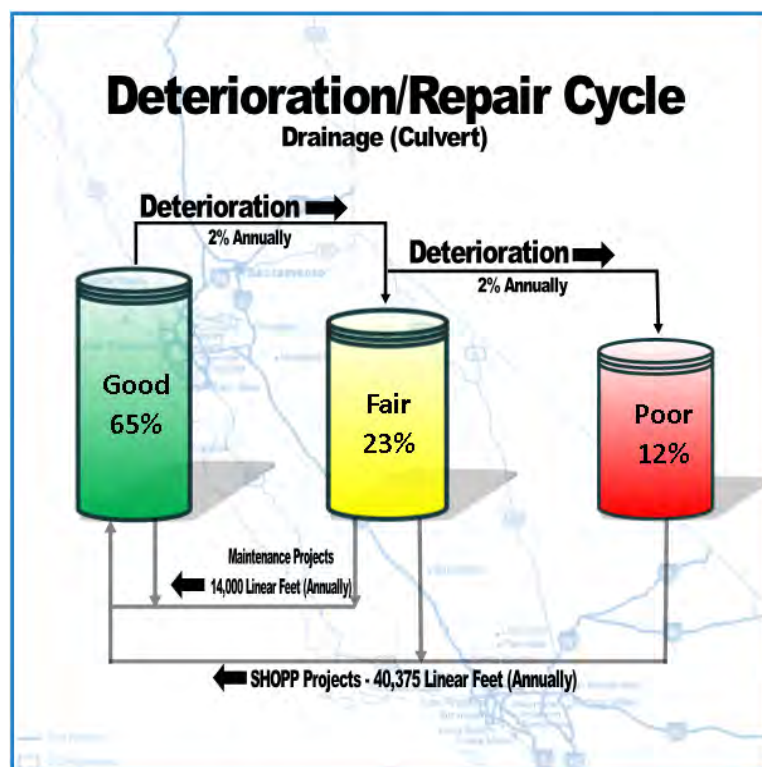 Deterioration/Repair Cycle
Drainage (Culvert)
Deterioration
2% Annually
Deterioration
2% Annually
Sacramento
Good
65%
Fair
23%
Poor
12%
Maintenance Projects
14,000 Linear Feet (Annually)
SHOPP Projects - 40,375 Linear Feet (Annually)